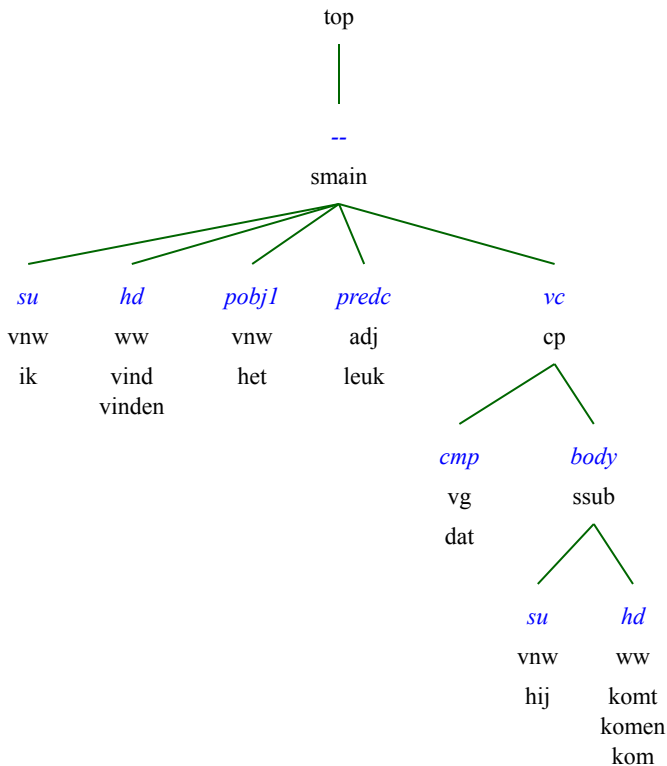 top
--
smain
su hd pobj1 predc vc
vnw ww vnw adj cp
ik vind het leuk
vinden
cmp body
vg ssub
dat
su hd
vnw ww
hij komt
komen
kom